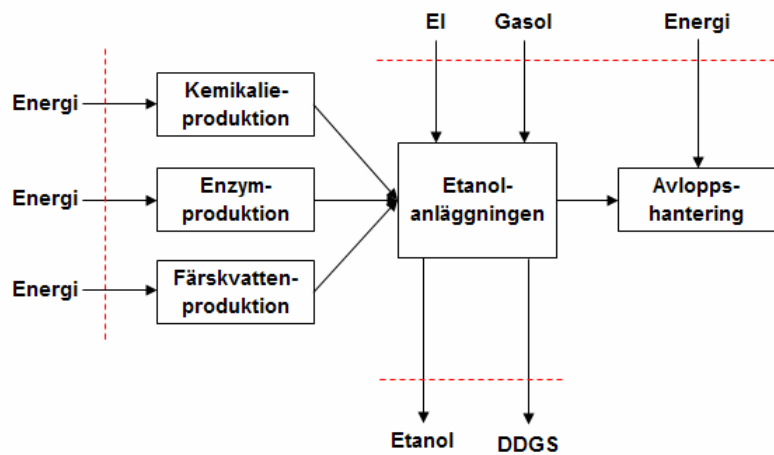 El
Gasol
Energi
Energi
Kemikalie-
produktion
Energi
Enzym-
produktion
Etanol-
anläggningen
Avlopps-
hantering
Energi
Färskvatten-
produktion
Etanol
DDGS